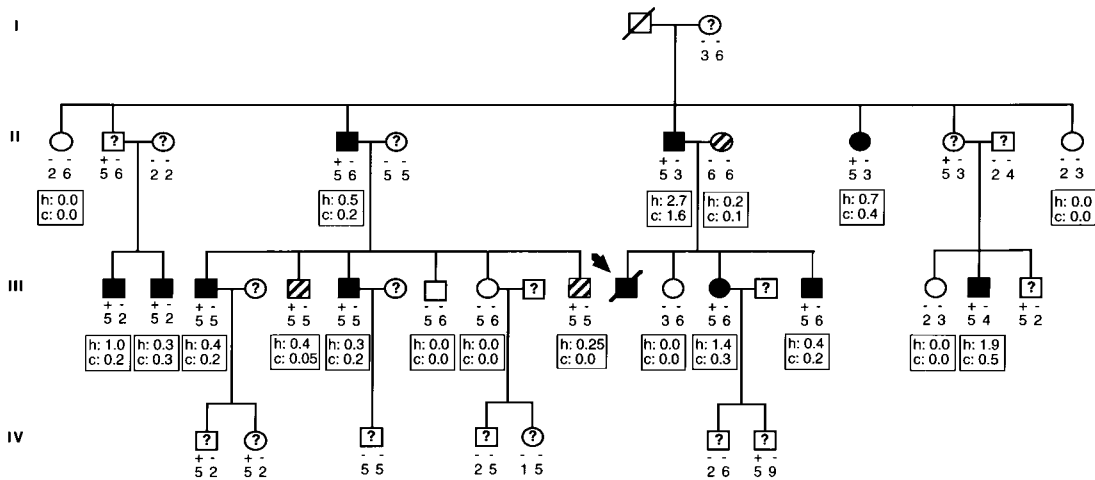 I ?
- -
3 6
II ? ? ? ? ?
- - + - - - + - - - + - - - + - + - - - - -
2 6 5 6 2 2 5 6 5 5 5 3 6 6 5 3 5 3 2 4 2 3
h: 0.0 h: 0.5 h: 2.7 h: 0.2 h: 0.7 h: 0.0
c: 0.0 c: 0.2 c: 1.6 c: 0.1 c: 0.4 c: 0.0
III ? ? ? ? ?
+ - + - + - + - + - - - - - + - - - + - + - - - + - + -
5 2 5 2 5 5 5 5 5 5 5 6 5 6 5 5 3 6 5 6 5 6 2 3 5 4 5 2
h: 1.0 h: 0.3 h: 0.4 h: 0.4 h: 0.3 h: 0.0 h: 0.0 h: 0.25 h: 0.0 h: 1.4 h: 0.4 h: 0.0 h: 1.9
c: 0.2 c: 0.3 c: 0.2 c: 0.05 c: 0.2 c: 0.0 c: 0.0 c: 0.0 c: 0.0 c: 0.3 c: 0.2 c: 0.0 c: 0.5
IV ? ? ? ? ? ? ?
+ - + - - - - - - - - - + -
5 2 5 2 5 5 2 5 1 5 2 6 5 9